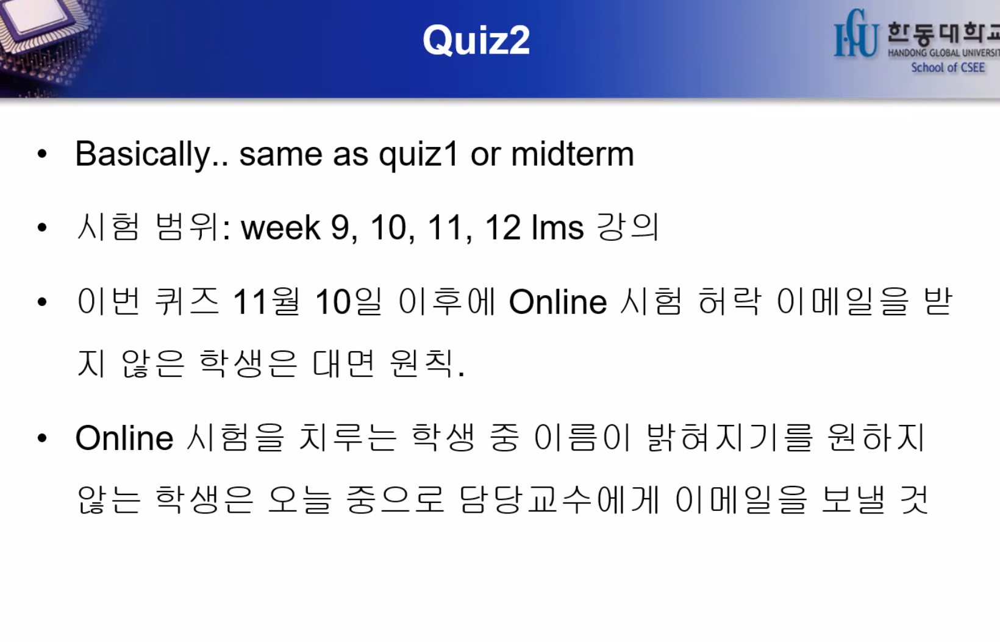 Quiz2
한동대학교
HANDONG GLOBAL UNIVERSIT
School of CSEE
• Basically.. same as quiz1 or midterm
• 시험 범위: week 9, 10, 11, 12 lms 강의
• 이번 퀴즈 11월 10일 이후에 Online 시험 허락 이메일을 받
지 않은 학생은 대면 원칙.
• Online 시험을 치루는 학생 중 이름이 밝혀지기를 원하지
않는 학생은 오늘 중으로 담당교수에게 이메일을 보낼 것